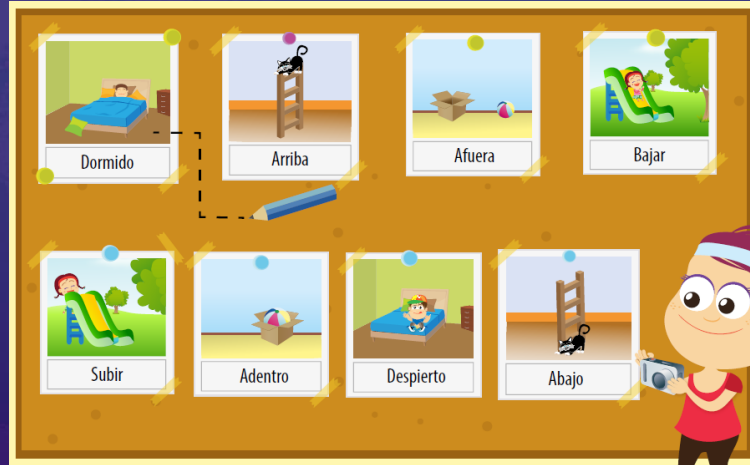 Dormido
Arriba
Afuera
Bajar
Subir
Adentro
Despierto
Abajo